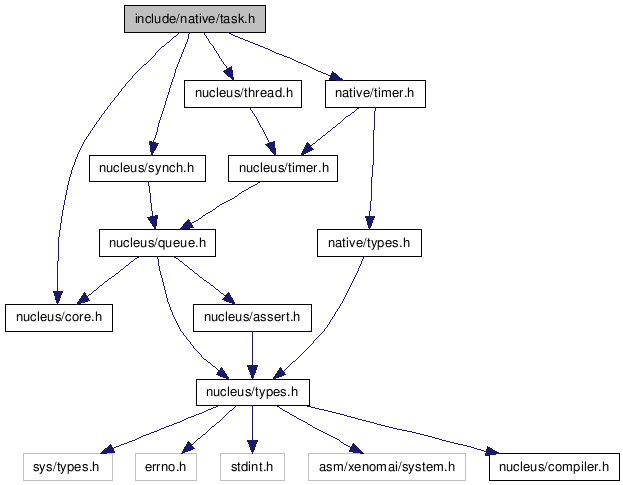 include/native/task.h
nucleus/thread.h
native/timer.h
nucleus/synch.h
nucleus/timer.h
nucleus/queue.h
native/types.h
nucleus/core.h
nucleus/assert.h
nucleus/types.h
sys/types.h
errno.h
stdint.h
asm/xenomai/system.h
nucleus/compiler.h